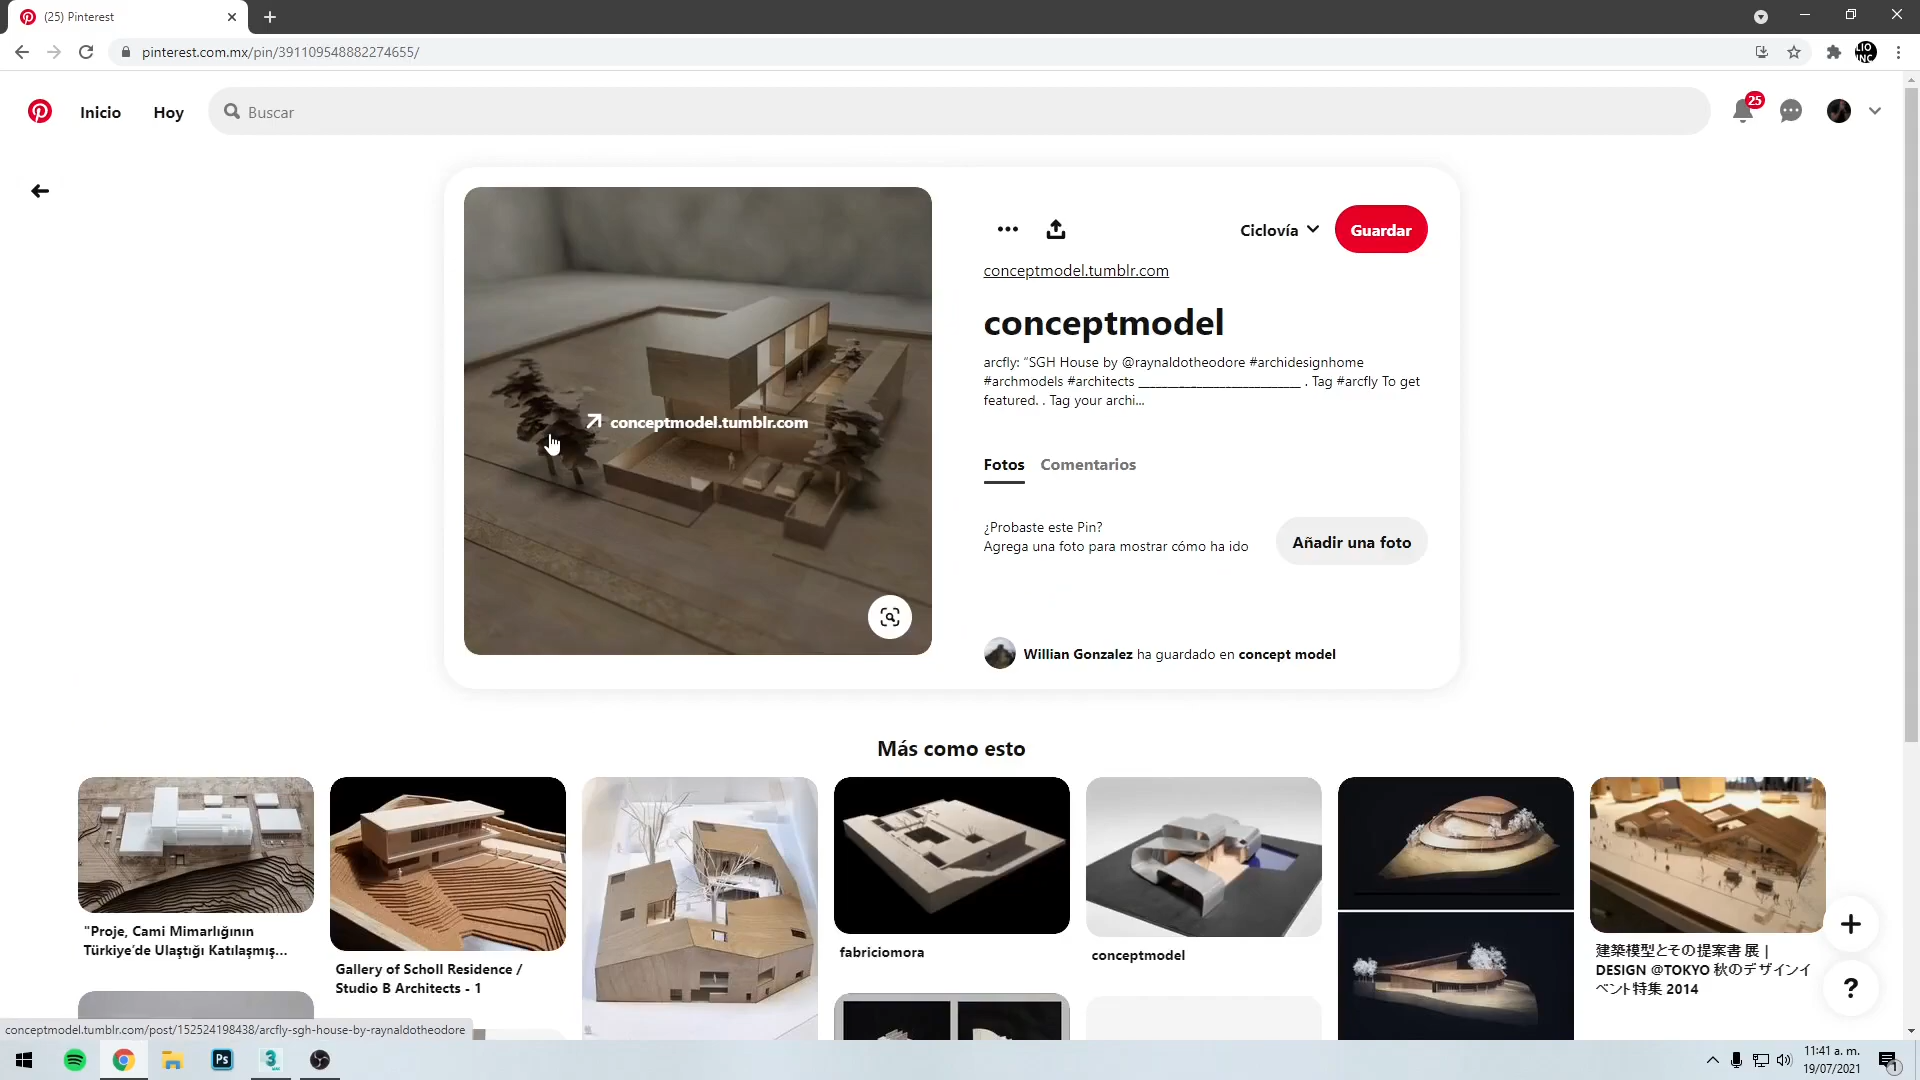 (25) Pinterest
pinterest.com.mx/pin/391109548882274655/
LIO
INC
Inicio
Hoy
Buscar
25
Ciclovía
Guardar
conceptmodel.tumblr.com
conceptmodel
arcfly: “SGH House by @raynaldotheodore #archidesignhome
#archmodels #architects ___________________________ . Tag #arcfly To get
featured. . Tag your archi...
conceptmodel.tumblr.com
Fotos
Comentarios
¿Probaste este Pin?
Agrega una foto para mostrar cómo ha ido
Añadir una foto
Willian Gonzalez ha guardado en concept model
Más como esto
"Proje, Cami Mimarlığının
Türkiye’de Ulaştığı Katılaşmış...
Gallery of Scholl Residence /
Studio B Architects - 1
fabriciomora
conceptmodel
建築模型とその提案書 展 |
DESIGN @TOKYO 秋のデザインイ
ベント特集 2014
?
conceptmodel.tumblr.com/post/152524198438/arcfly-sgh-house-by-raynaldotheodore
Ps
3
11:41 a. m.
19/07/2021
1